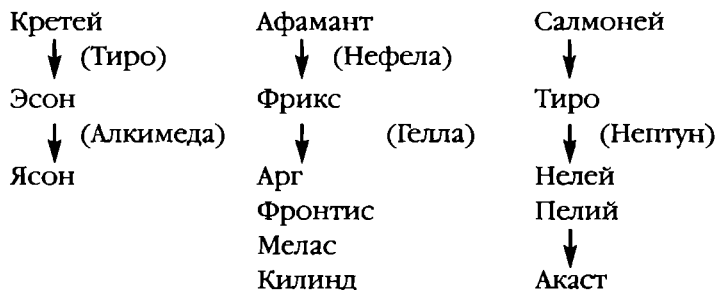 Кретей Афамант Салмоней
(Тиро) (Нефела)
Эсон Фрикс Тиро
(Алкимеда) (Гелла) (Нептун)
Ясон Арг Нелей
Фронтис Пелий
Мелас
Килинд Акаст